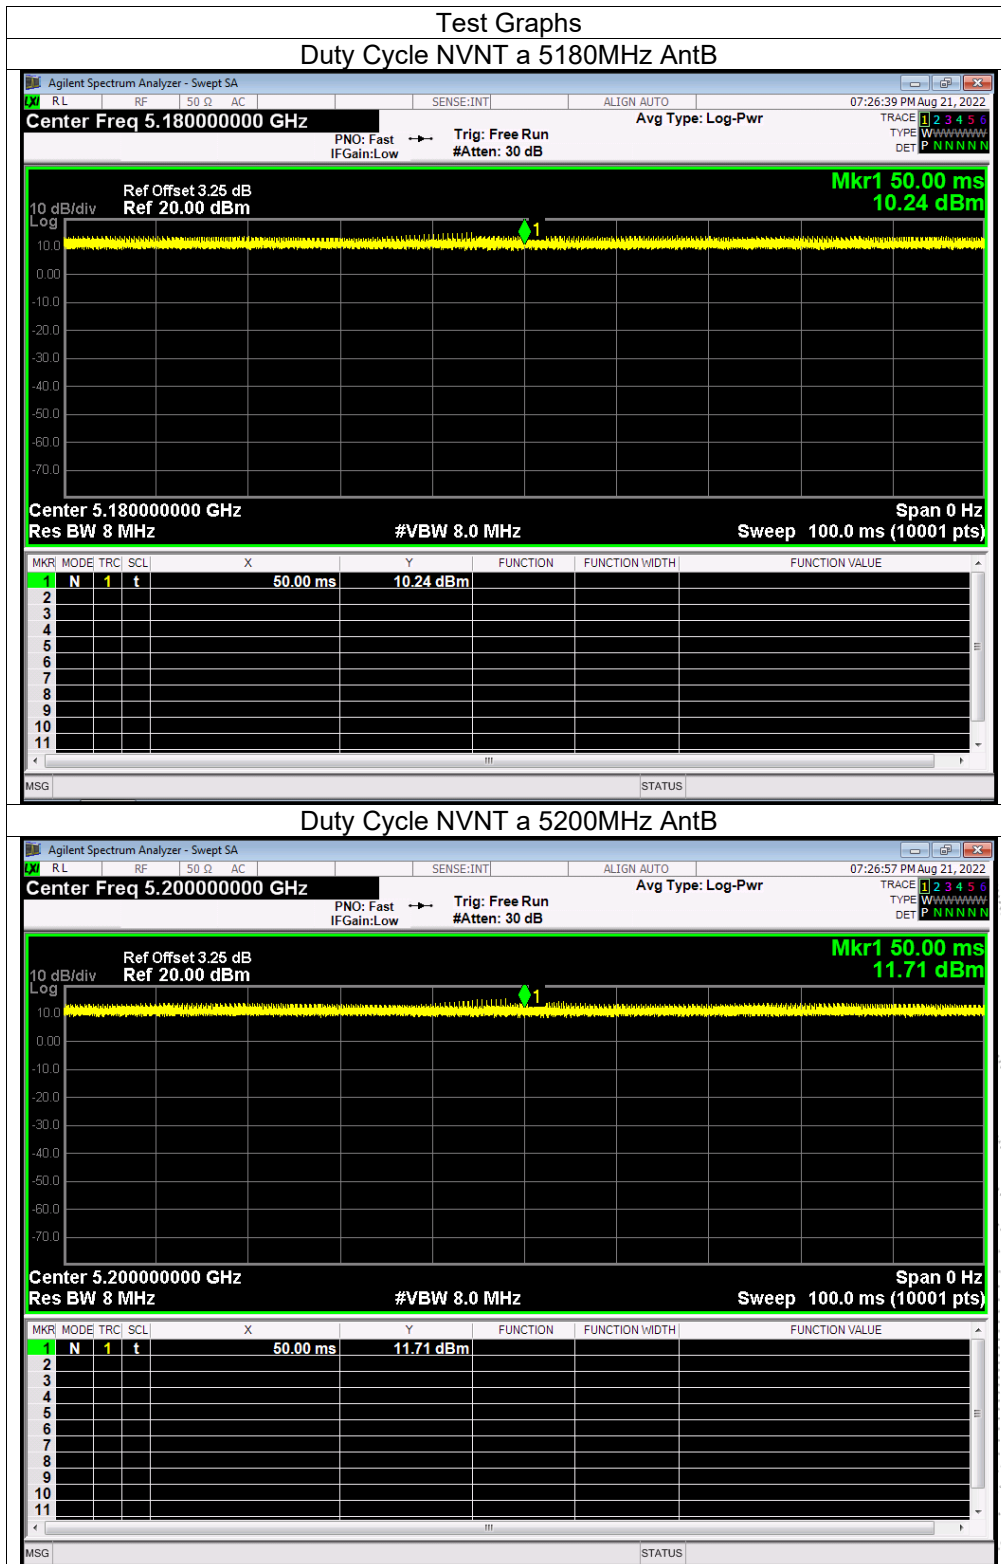 Test Graphs
Duty Cycle NVNT a 5180MHz AntB
Agilent Spectrum Analyzer - Swept SA
LXI RL RF 50 Ω AC SENSE:INT ALIGN AUTO 07:26:39 PM Aug 21, 2022
Center Freq 5.180000000 GHz Avg Type: Log-Pwr TRACE 1 2 3 4 5 6
PNO: Fast Trig: Free Run TYPE WWWWWW
IFGain:Low #Atten: 30 dB DET P N N N N N
Mkr1 50.00 ms
Ref Offset 3.25 dB
10 dB/div Ref 20.00 dBm 10.24 dBm
Log
1
10.0
0.00
-10.0
-20.0
-30.0
-40.0
-50.0
-60.0
-70.0
Center 5.180000000 GHz Span 0 Hz
Res BW 8 MHz #VBW 8.0 MHz Sweep 100.0 ms (10001 pts)
MKR MODE TRC SCL X Y FUNCTION FUNCTION WIDTH FUNCTION VALUE
1 N 1 t 50.00 ms 10.24 dBm
2
3
4
5
6
7
8
9
10
11
MSG STATUS
Duty Cycle NVNT a 5200MHz AntB
Agilent Spectrum Analyzer - Swept SA
LXI RL RF 50 Ω AC SENSE:INT ALIGN AUTO 07:26:57 PM Aug 21, 2022
Center Freq 5.200000000 GHz Avg Type: Log-Pwr TRACE 1 2 3 4 5 6
PNO: Fast Trig: Free Run TYPE WWWWWW
IFGain:Low #Atten: 30 dB DET P N N N N N
Mkr1 50.00 ms
Ref Offset 3.25 dB
10 dB/div Ref 20.00 dBm 11.71 dBm
Log
1
10.0
0.00
-10.0
-20.0
-30.0
-40.0
-50.0
-60.0
-70.0
Center 5.200000000 GHz Span 0 Hz
Res BW 8 MHz #VBW 8.0 MHz Sweep 100.0 ms (10001 pts)
MKR MODE TRC SCL X Y FUNCTION FUNCTION WIDTH FUNCTION VALUE
1 N 1 t 50.00 ms 11.71 dBm
2
3
4
5
6
7
8
9
10
11
MSG STATUS